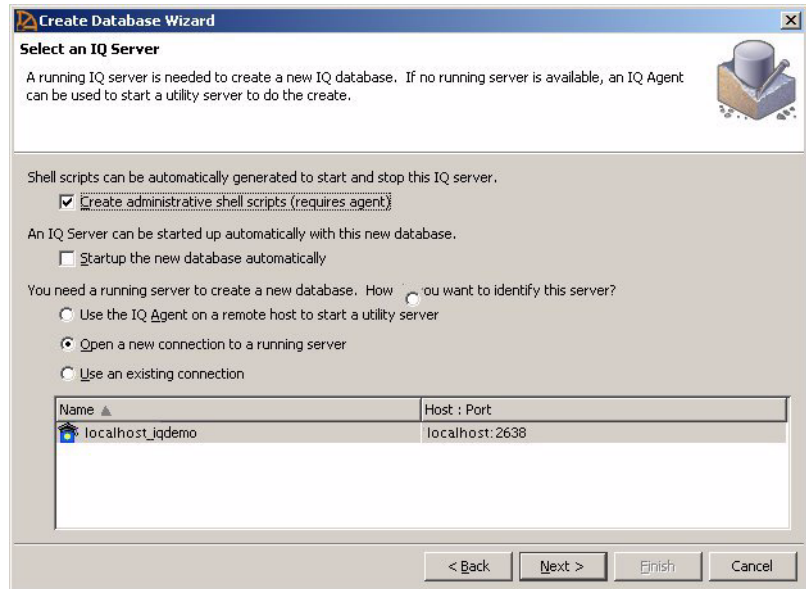 Create Database Wizard
Select an IQ Server
A running IQ server is needed to create a new IQ database. If no running server is available, an IQ Agent
can be used to start a utility server to do the create.
Shell scripts can be automatically generated to start and stop this IQ server.
Create administrative shell scripts (requires agent)
An IQ Server can be started up automatically with this new database.
Startup the new database automatically
You need a running server to create a new database. How ou want to identify this server?
Use the IQ Agent on a remote host to start a utility server
Open a new connection to a running server
Use an existing connection
Name Host : Port
localhost_iqdemo localhost:2638
< Back Next > Finish Cancel